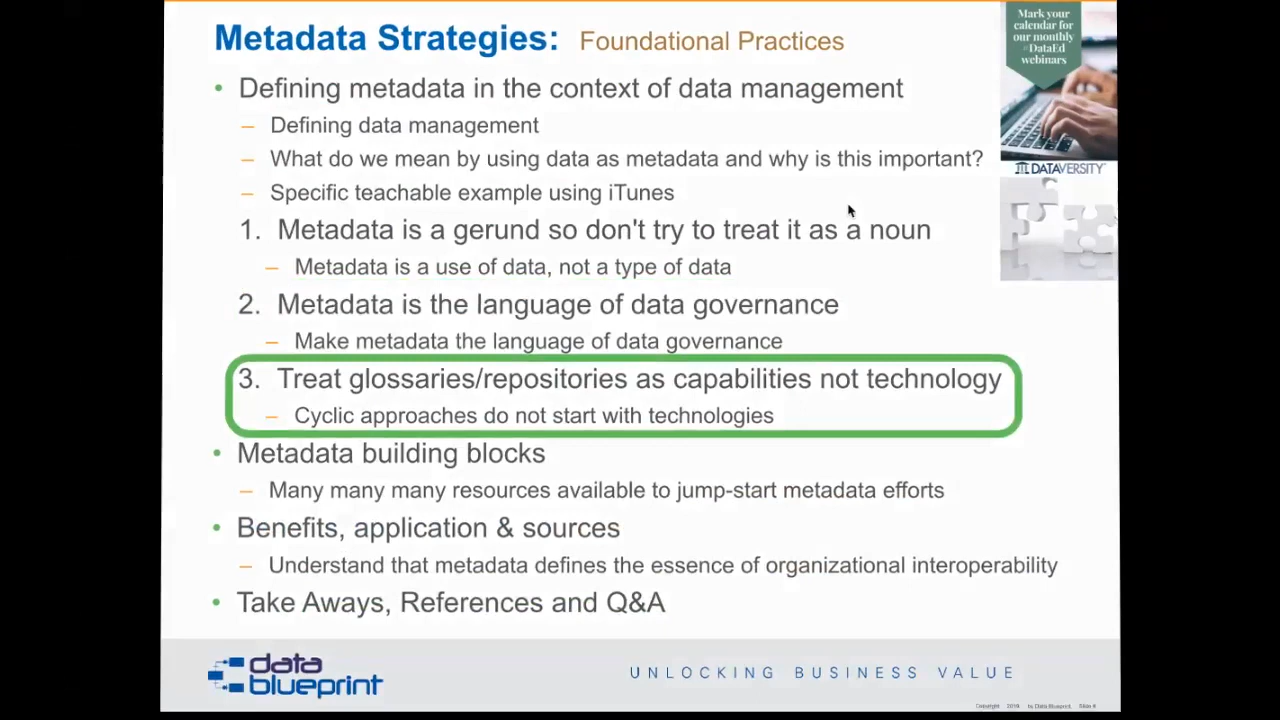 Metadata Strategies: Foundational Practices
Mark your
calendar for
our monthly
#DataEd
webinars
• Defining metadata in the context of data management
– Defining data management
– What do we mean by using data as metadata and why is this important?
DATAVERSITY
– Specific teachable example using iTunes
1. Metadata is a gerund so don't try to treat it as a noun
– Metadata is a use of data, not a type of data
2. Metadata is the language of data governance
– Make metadata the language of data governance
3. Treat glossaries/repositories as capabilities not technology
– Cyclic approaches do not start with technologies
• Metadata building blocks
– Many many many resources available to jump-start metadata efforts
• Benefits, application & sources
– Understand that metadata defines the essence of organizational interoperability
• Take Aways, References and Q&A
data
blueprint
UNLOCKING BUSINESS VALUE
Copyright 2019 by Data Blueprint, Slide